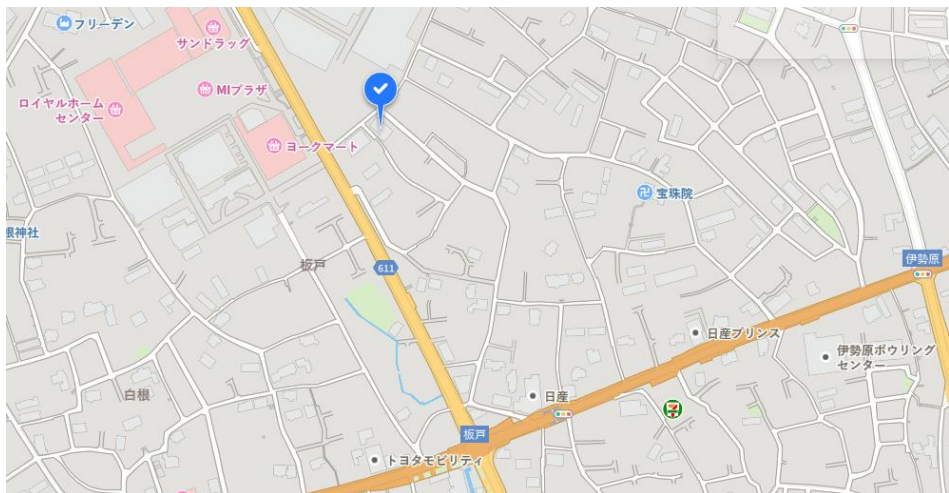 フリーデン
サンドラッグ
MIプラザ
ロイヤルホーム
センター
ヨークマート
宝珠院
根神社
板戸
611
伊勢原
日産プリンス
伊勢原ボウリング
センター
白根
日産
7
板戸
トヨタモビリティ